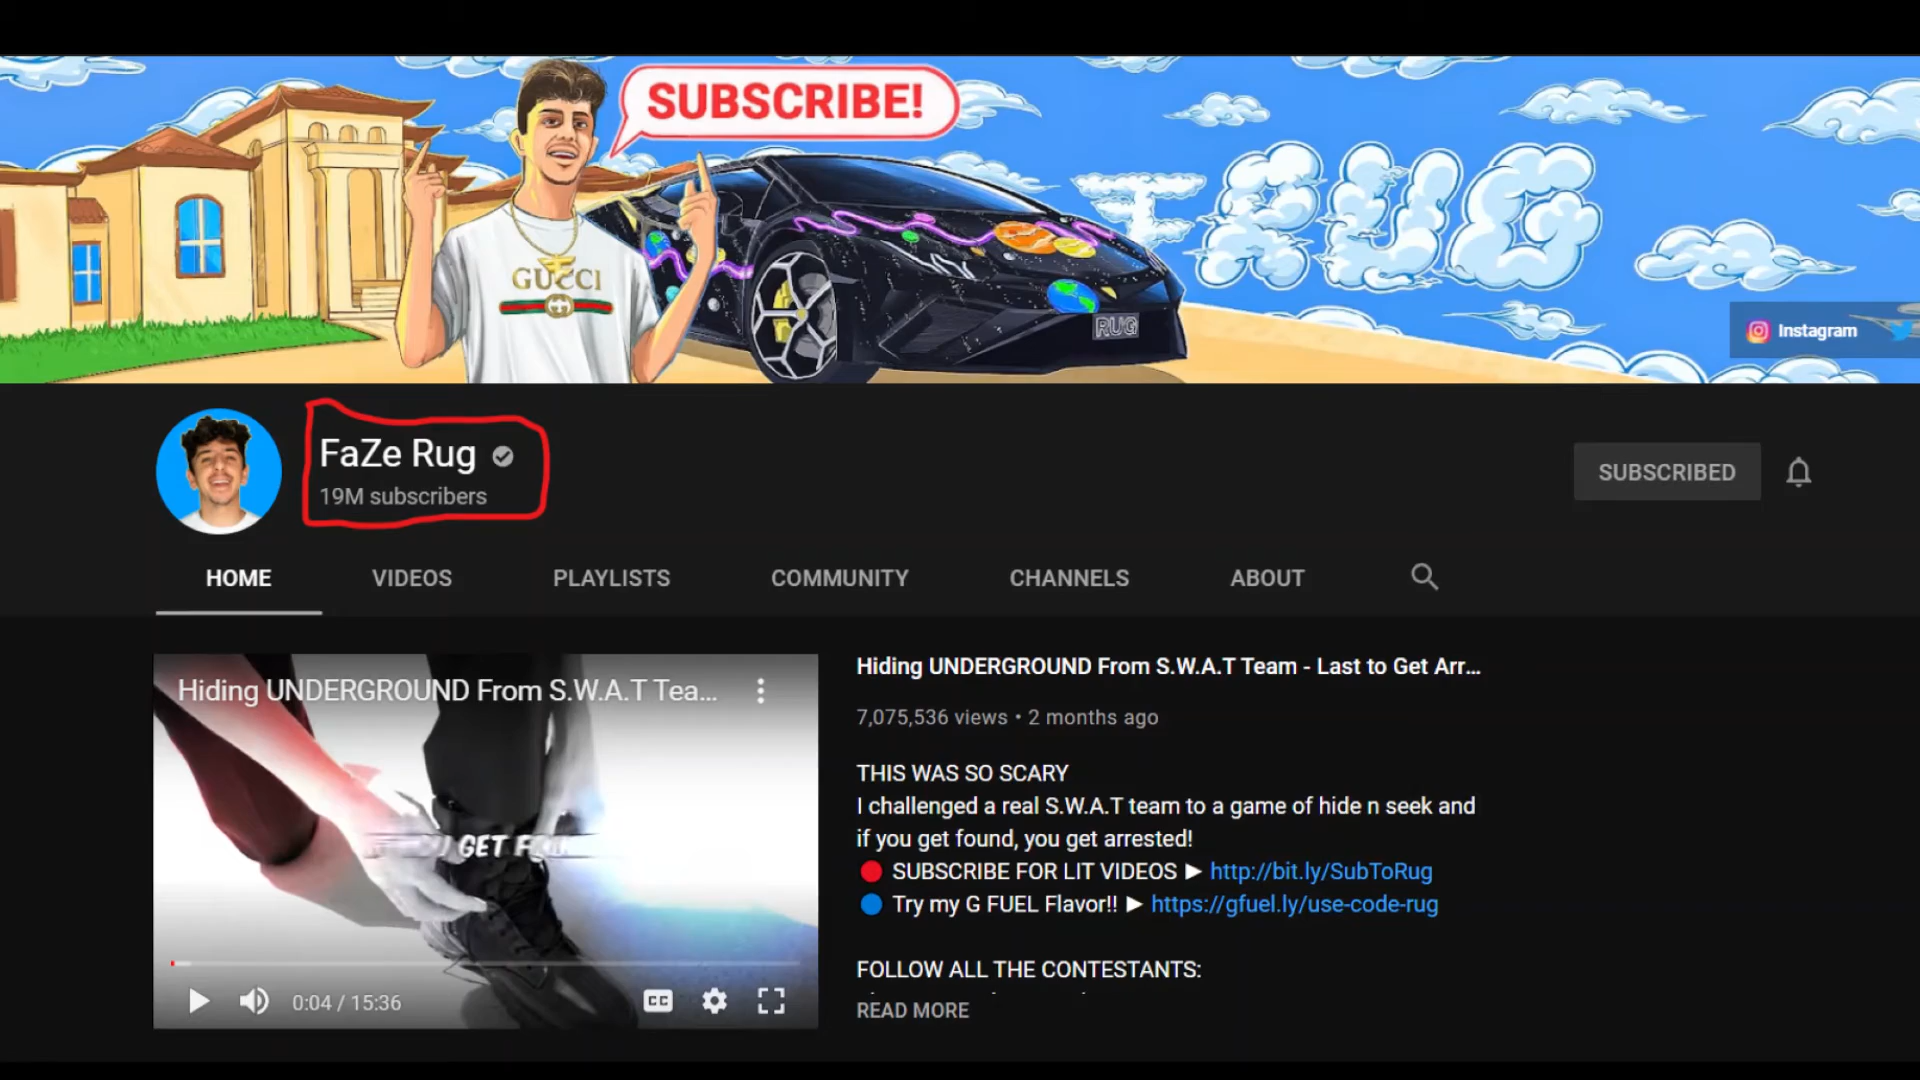 SUBSCRIBE!
GUCCI
RUG
RUG
Instagram
FaZe Rug
19M subscribers
SUBSCRIBED
HOME
VIDEOS
PLAYLISTS
COMMUNITY
CHANNELS
ABOUT
Hiding UNDERGROUND From S.W.A.T Tea...
GET
0:04 / 15:36
CC
Hiding UNDERGROUND From S.W.A.T Team - Last to Get Arr...
7,075,536 views • 2 months ago
THIS WAS SO SCARY
I challenged a real S.W.A.T team to a game of hide n seek and
if you get found, you get arrested!
🔴 SUBSCRIBE FOR LIT VIDEOS ► http://bit.ly/SubToRug
🔵 Try my G FUEL Flavor!! ► https://gfuel.ly/use-code-rug
FOLLOW ALL THE CONTESTANTS:
READ MORE